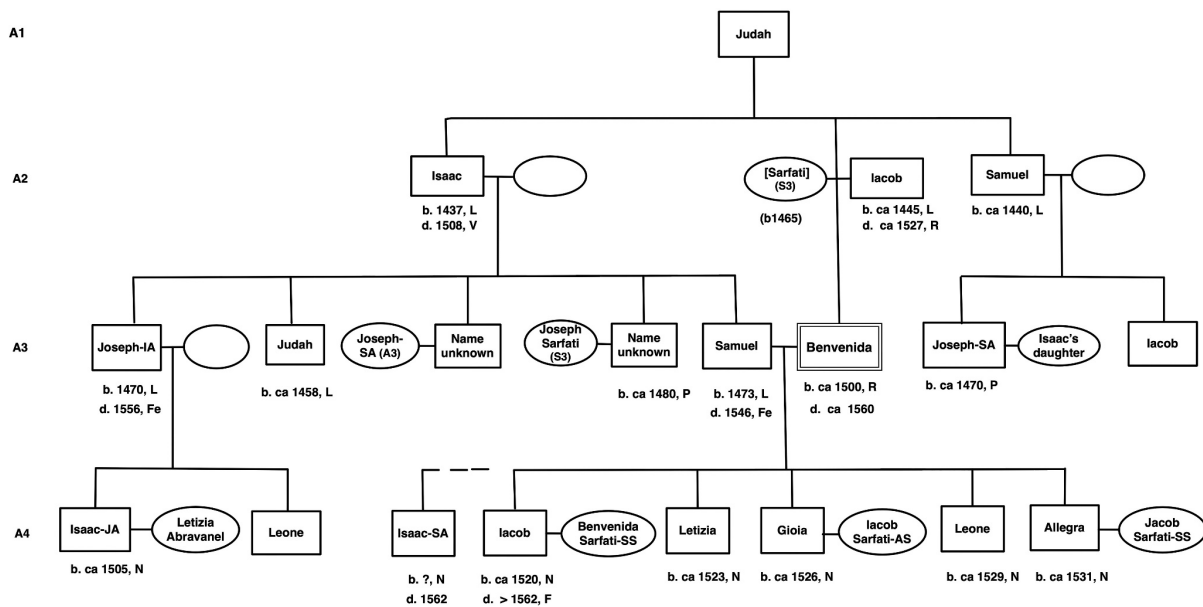 A1
Judah
A2
Isaac
b. 1437, L
d. 1508, V
[Sarfati]
(S3)
(b1465)
Iacob
b. ca 1445, L
d. ca 1527, R
Samuel
b. ca 1440, L
A3
Joseph-IA
b. 1470, L
d. 1556, Fe
Judah
b. ca 1458, L
Joseph-
SA (A3)
Name
unknown
Joseph
Sarfati
(S3)
Name
unknown
b. ca 1480, P
Samuel
b. 1473, L
d. 1546, Fe
Benvenida
b. ca 1500, R
d. ca 1560
Joseph-SA
b. ca 1470, P
Isaac's
daughter
Iacob
A4
Isaac-JA
b. ca 1505, N
Letizia
Abravanel
Leone
Isaac-SA
b. ?, N
d. 1562
Iacob
b. ca 1520, N
d. > 1562, F
Benvenida
Sarfati-SS
Letizia
b. ca 1523, N
Gioia
b. ca 1526, N
Iacob
Sarfati-AS
Leone
b. ca 1529, N
Allegra
b. ca 1531, N
Jacob
Sarfati-SS